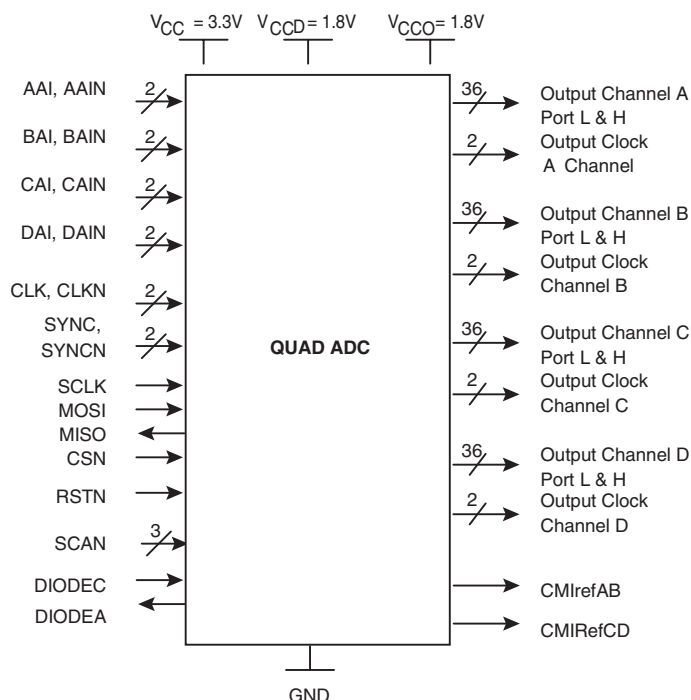 VCC = 3.3V VCCD = 1.8V VCCO = 1.8V
AAI, AAIN 2
BAI, BAIN 2
CAI, CAIN 2
DAI, DAIN 2
CLK, CLKN 2
SYNC,
SYNCN 2
SCLK
MOSI
MISO
CSN
RSTN
SCAN 3
DIODEC
DIODEA
QUAD ADC
36 Output Channel A
Port L & H
2 Output Clock
A Channel
36 Output Channel B
Port L & H
2 Output Clock
Channel B
36 Output Channel C
Port L & H
2 Output Clock
Channel C
36 Output Channel D
Port L & H
2 Output Clock
Channel D
CMIrefAB
CMIRefCD
GND